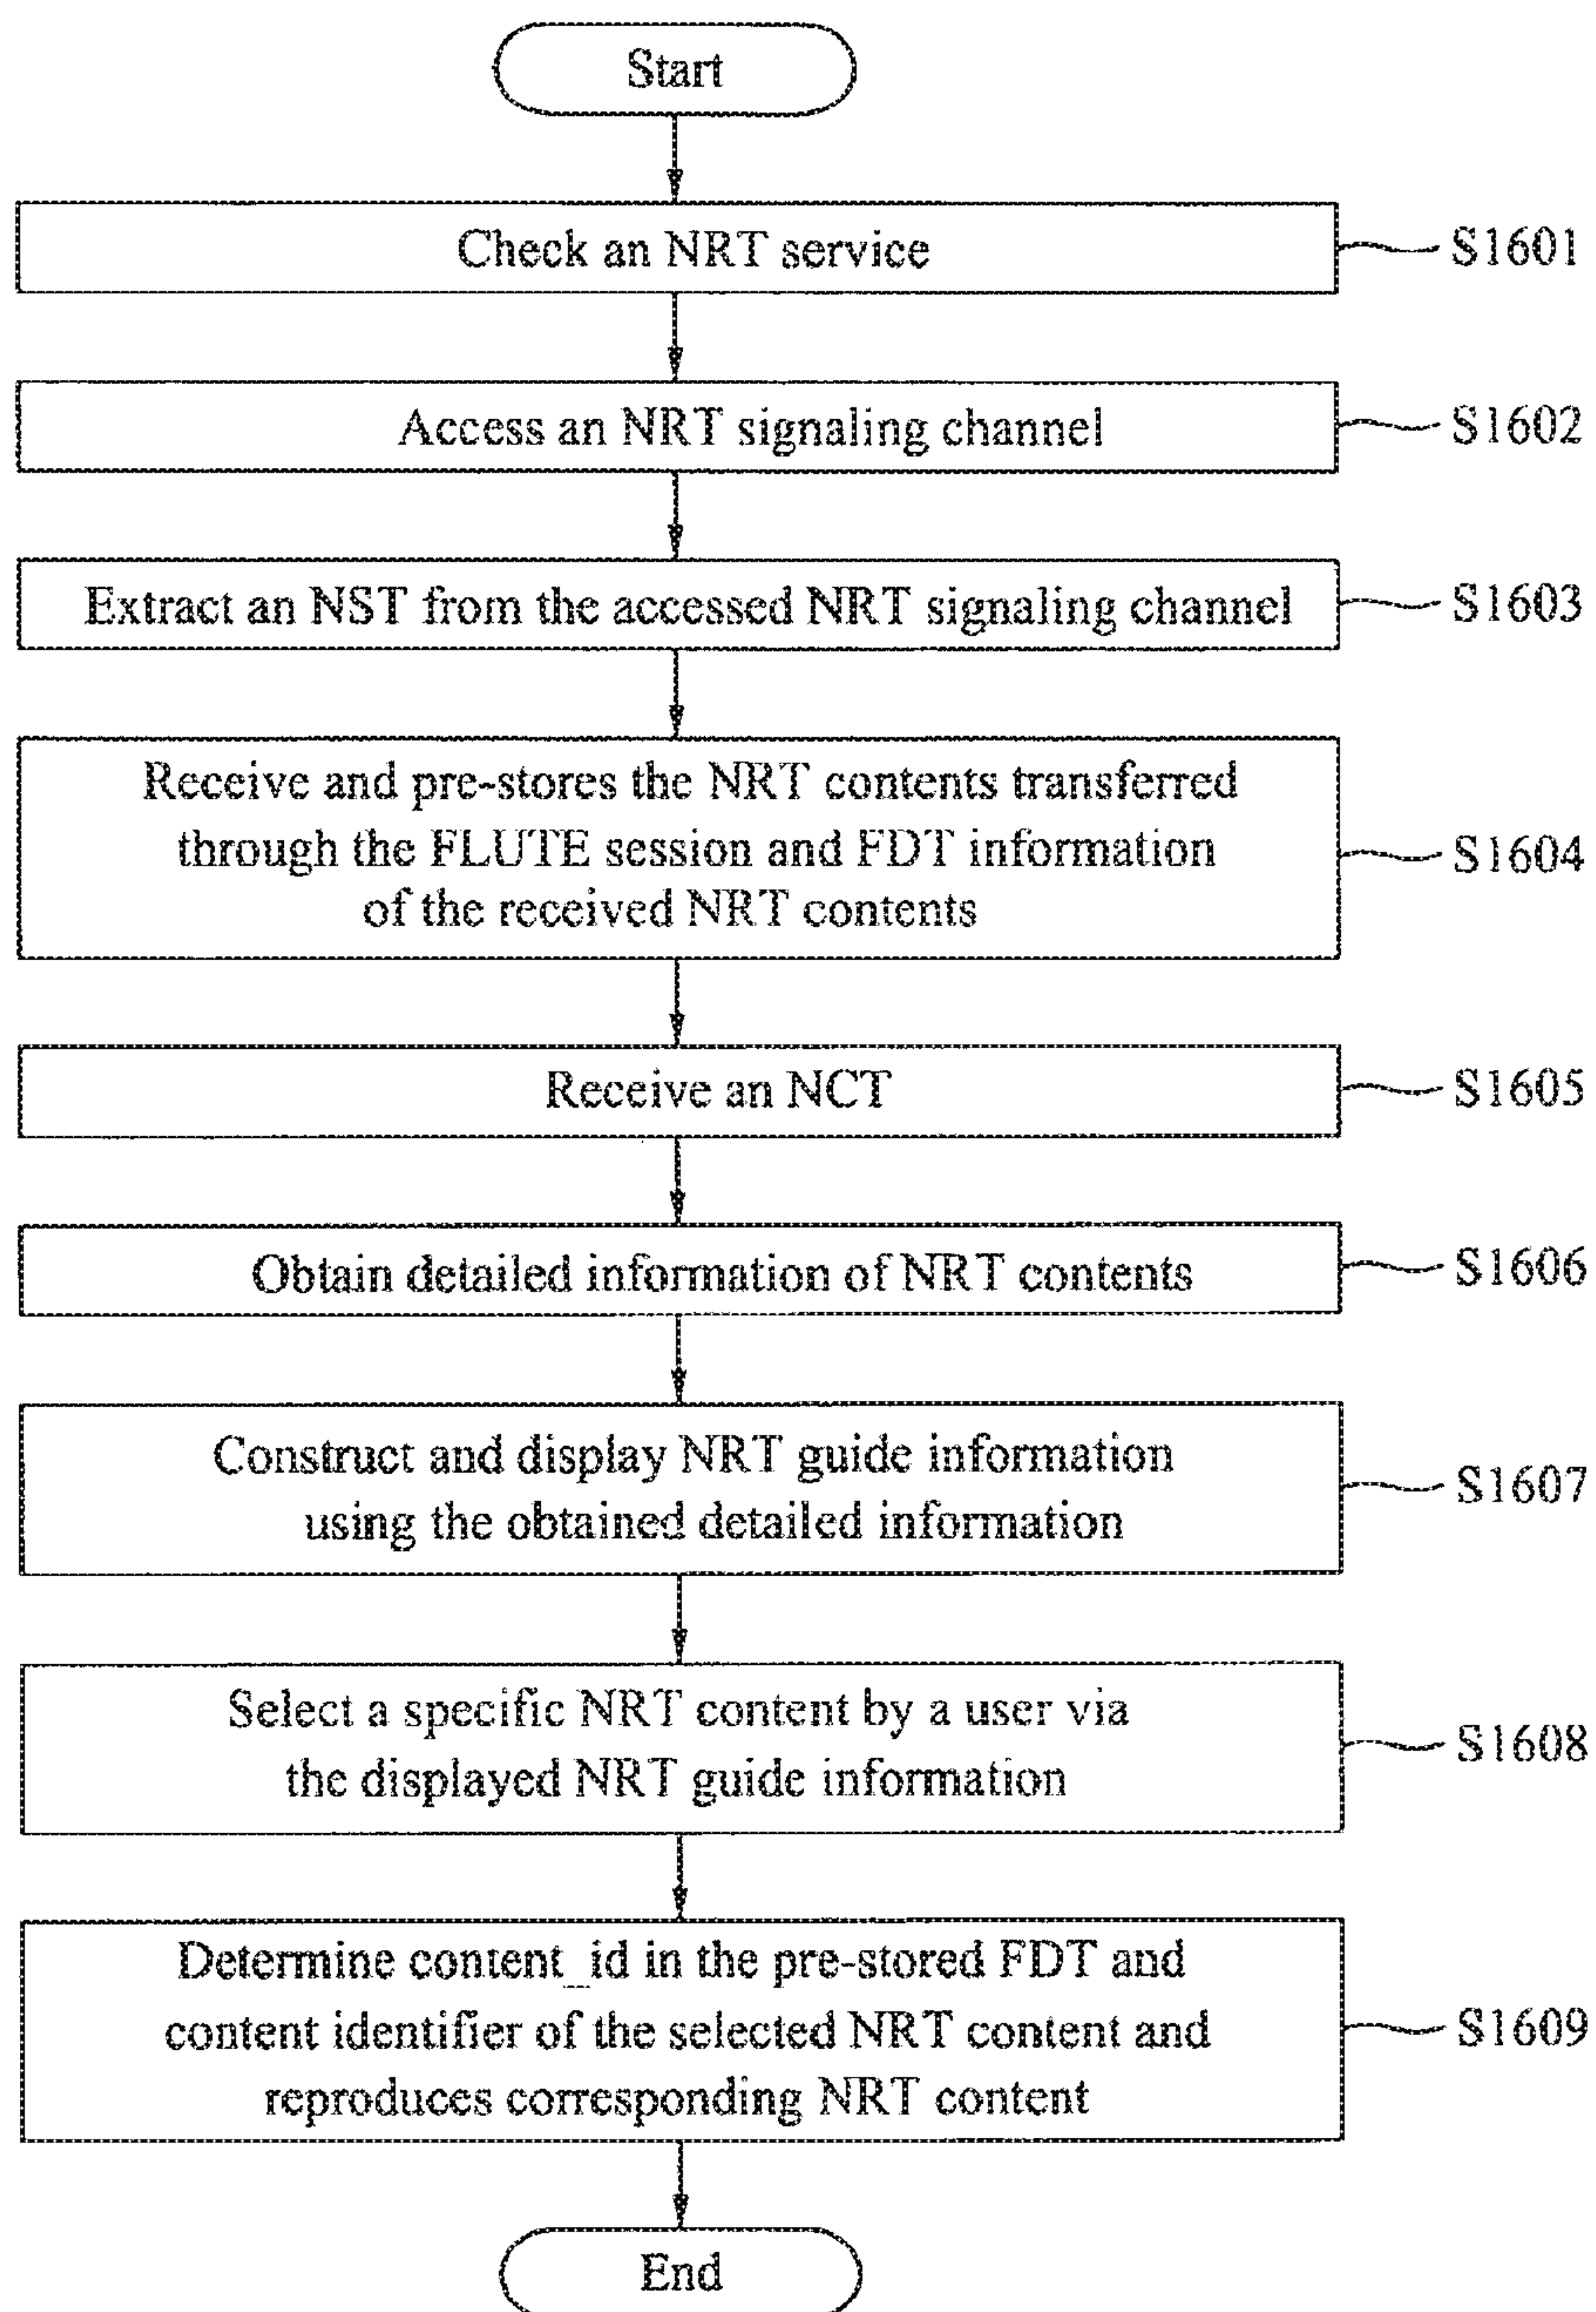 Start
Check an NRT service
S1601
Access an NRT signaling channel
S1602
Extract an NST from the accessed NRT signaling channel
S1603
Receive and pre-stores the NRT contents transferred
through the FLUTE session and FDT information
of the received NRT contents
S1604
Receive an NCT
S1605
Obtain detailed information of NRT contents
S1606
Construct and display NRT guide information
using the obtained detailed information
S1607
Select a specific NRT content by a user via
the displayed NRT guide information
S1608
Determine content_id in the pre-stored FDT and
content identifier of the selected NRT content and
reproduces corresponding NRT content
S1609
End